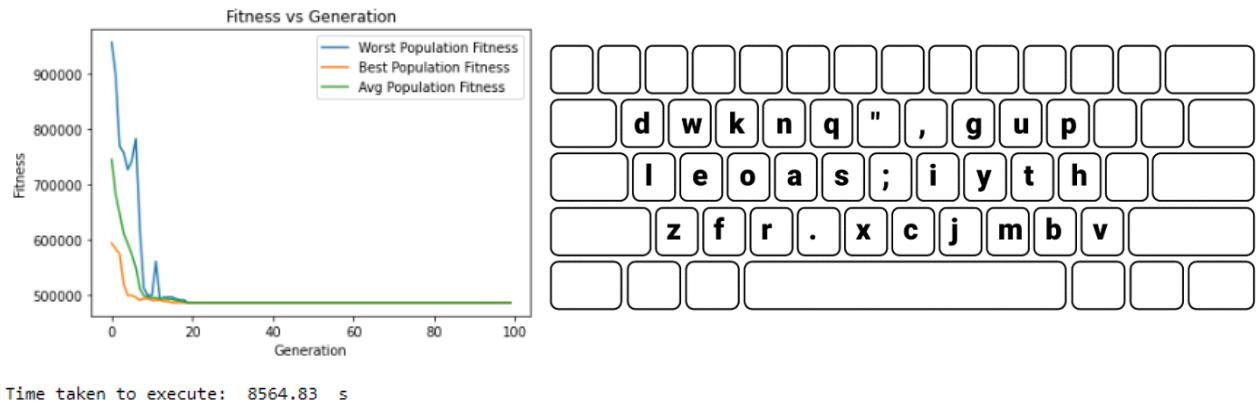 Fitness vs Generation
Worst Population Fitness
Best Population Fitness
Avg Population Fitness
900000
800000
700000
600000
500000
Fitness
0 20 40 60 80 100
Generation
d w k n q " , g u p
l e o a s ; i y t h
z f r . x c j m b v
Time taken to execute:  8564.83  s